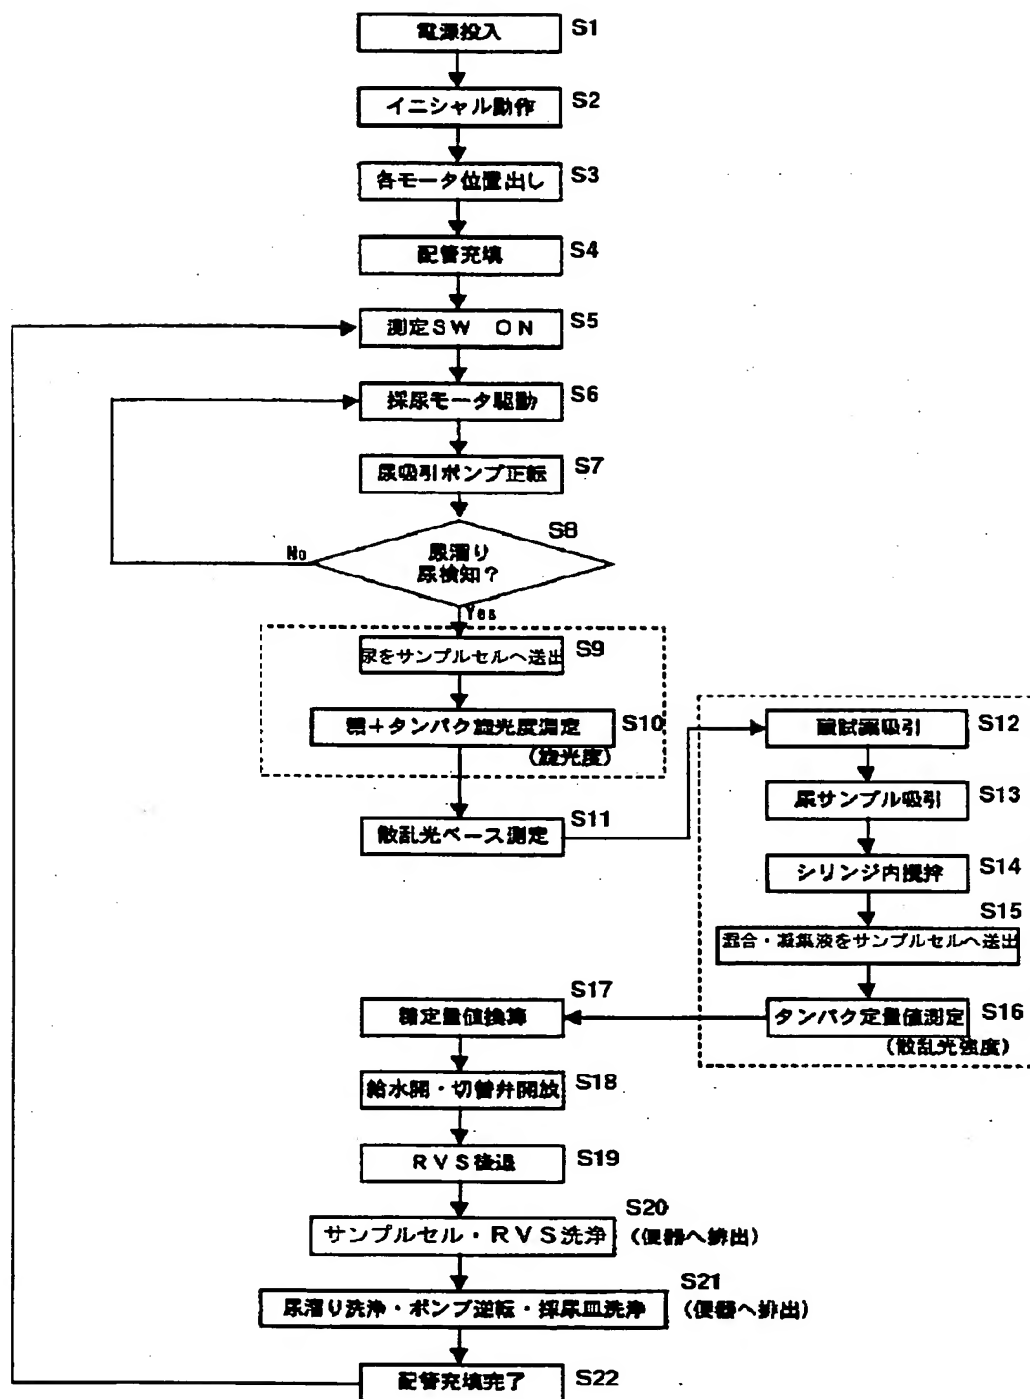 電源投入 S1
イニシャル動作 S2
各モータ位置出し S3
配管充填 S4
測定SW ON S5
採尿モータ駆動 S6
尿吸引ポンプ正転 S7
S8
尿溜り
尿検知?
No
Yes
尿をサンプルセルへ送出 S9
糖+タンパク旋光度測定 S10
(旋光度)
散乱光ベース測定 S11
酸試薬吸引 S12
尿サンプル吸引 S13
シリンジ内攪拌 S14
S15
混合・凝集液をサンプルセルへ送出
タンパク定量値測定 S16
(散乱光強度)
S17
糖定量値換算
給水開・切替弁開放 S18
RVS後退 S19
S20
サンプルセル・RVS洗浄 (便器へ排出)
S21
尿溜り洗浄・ポンプ逆転・採尿皿洗浄 (便器へ排出)
配管充填完了 S22